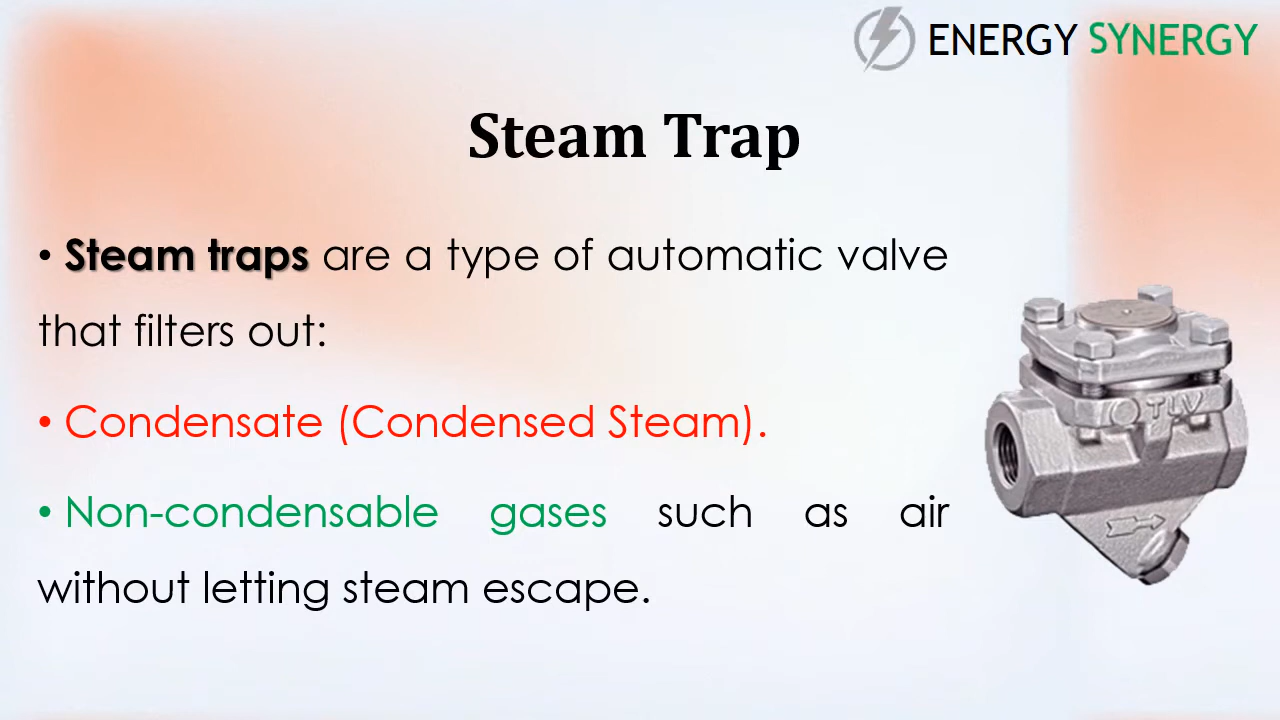 ENERGY SYNERGY
Steam Trap
• Steam traps are a type of automatic valve
that filters out:
• Condensate (Condensed Steam).
• Non-condensable gases such as air
without letting steam escape.
TLV